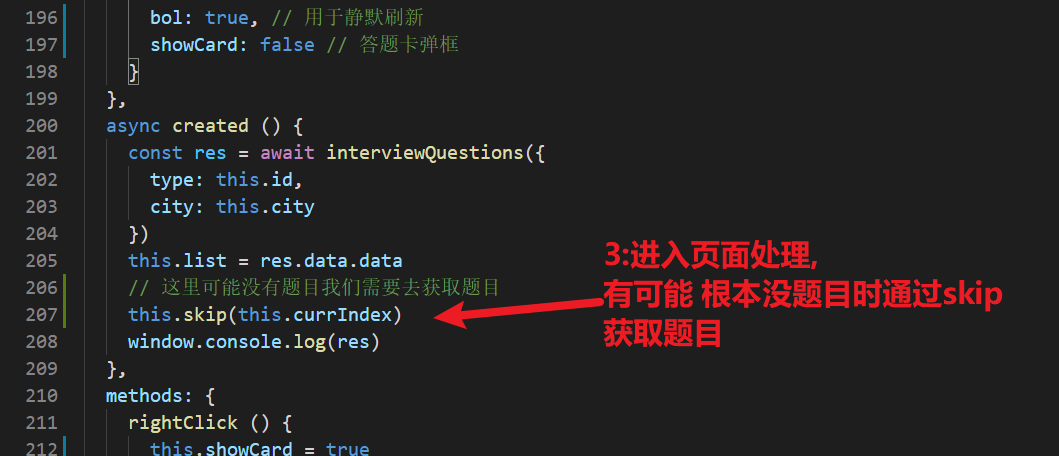 196 bol: true, // 用于静默刷新
197 showCard: false // 答题卡弹框
198 }
199 },
200 async created () {
201 const res = await interviewQuestions({
202 type: this.id,
203 city: this.city
204 })
205 this.list = res.data.data
206 // 这里可能没有题目我们需要去获取题目
207 this.skip(this.currIndex)
208 window.console.log(res)
209 },
210 methods: {
211 rightClick () {
212 this.showCard = true
3:进入页面处理,
有可能 根本没题目时通过skip
获取题目